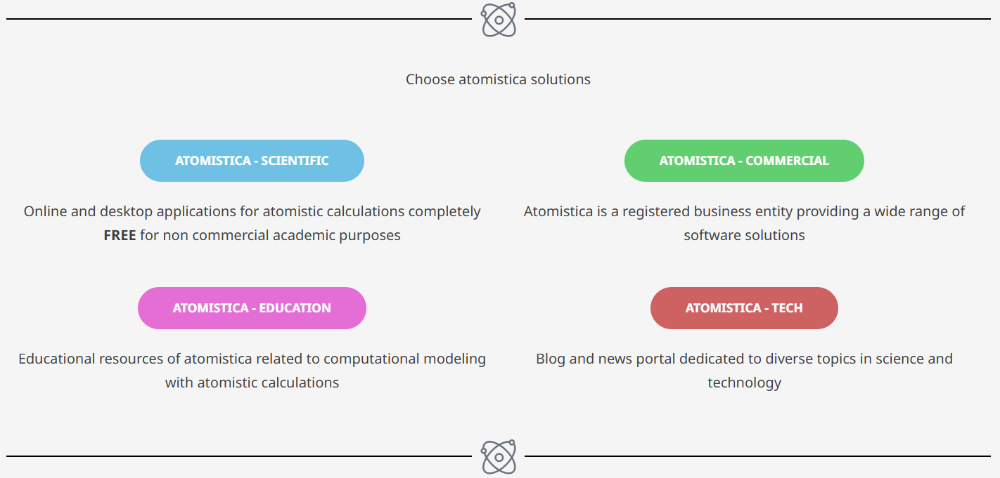 Choose atomistica solutions
ATOMISTICA - SCIENTIFIC
Online and desktop applications for atomistic calculations completely
FREE for non commercial academic purposes
ATOMISTICA - COMMERCIAL
Atomistica is a registered business entity providing a wide range of
software solutions
ATOMISTICA - EDUCATION
Educational resources of atomistica related to computational modeling
with atomistic calculations
ATOMISTICA - TECH
Blog and news portal dedicated to diverse topics in science and
technology